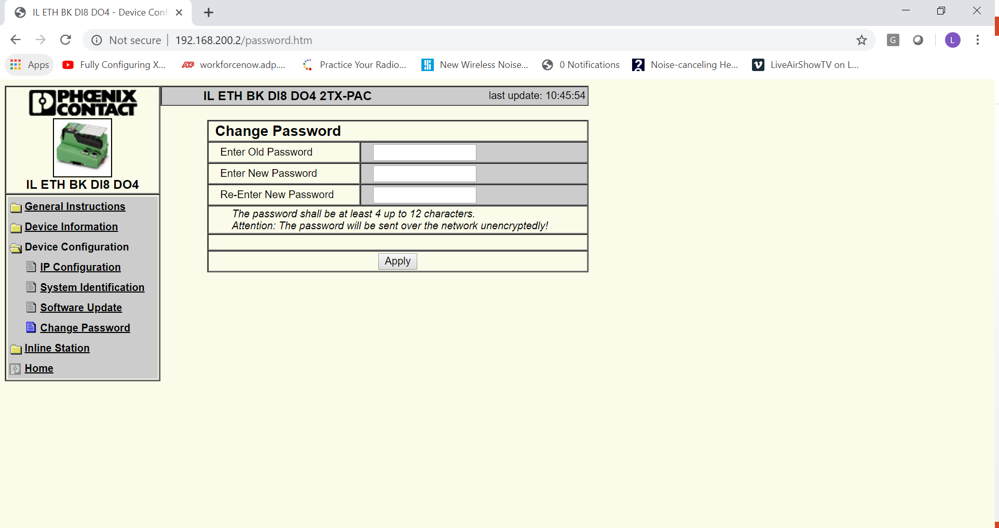 IL ETH BK DI8 DO4 - Device Conf
Not secure | 192.168.200.2/password.htm
G
L
Apps
Fully Configuring X...
ADP workforcenow.adp....
Practice Your Radio...
New Wireless Noise...
0 Notifications
Noise-canceling He...
LiveAirShowTV on L...
PHŒNIX
CONTACT
IL ETH BK DI8 DO4
General Instructions
Device Information
Device Configuration
IP Configuration
System Identification
Software Update
Change Password
Inline Station
Home
IL ETH BK DI8 DO4 2TX-PAC
last update: 10:45:54
Change Password
Enter Old Password
Enter New Password
Re-Enter New Password
The password shall be at least 4 up to 12 characters.
Attention: The password will be sent over the network unencryptedly!
Apply